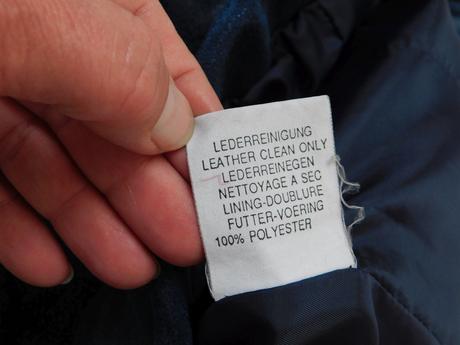 LEDERREINIGUNG
LEATHER CLEAN ONLY
LEDERREINEGEN
NETTOYAGE A SEC
LINING-DOUBLURE
FUTTER-VOERING
100% POLYESTER